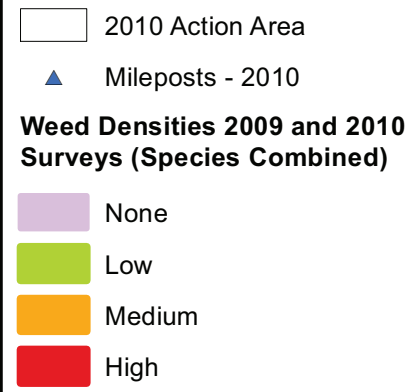 2010 Action Area
Mileposts - 2010
Weed Densities 2009 and 2010
Surveys (Species Combined)
None
Low
Medium
High